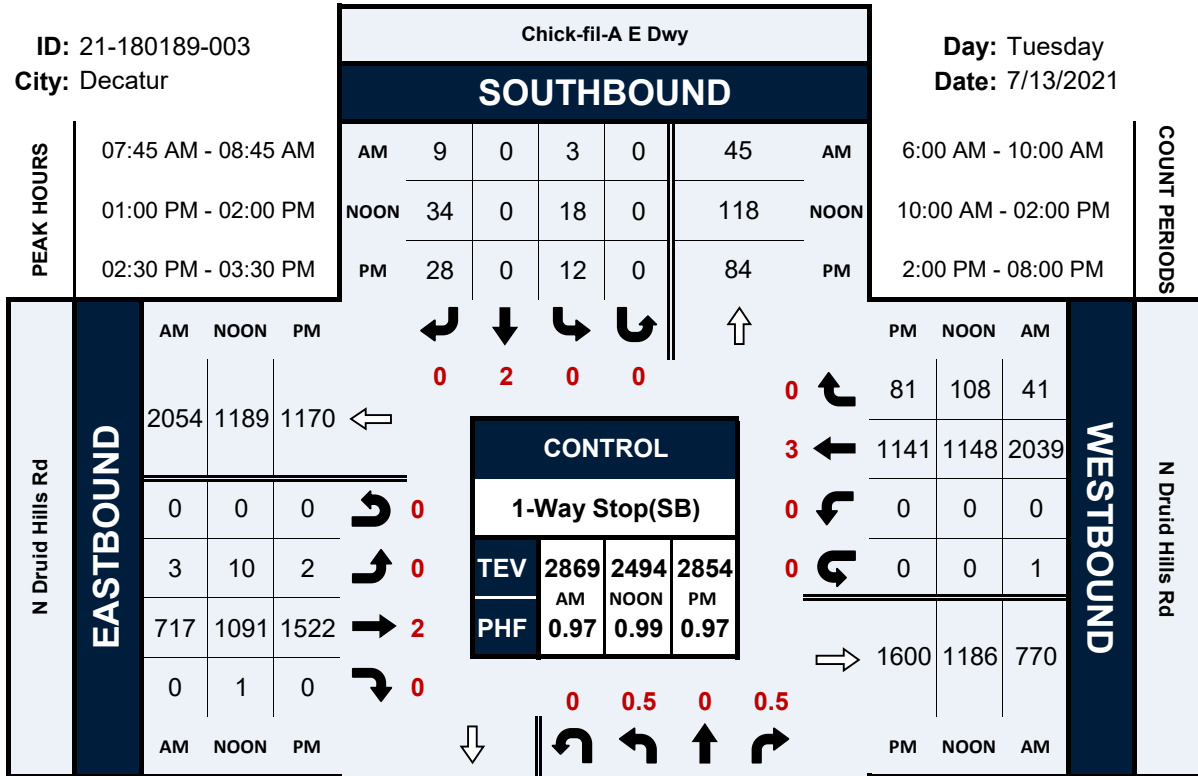 ID: 21-180189-003
City: Decatur
Chick-fil-A E Dwy
SOUTHBOUND
Day: Tuesday
Date: 7/13/2021
PEAK HOURS
07:45 AM - 08:45 AM
01:00 PM - 02:00 PM
02:30 PM - 03:30 PM
AM 9 0 3 0 45 AM
NOON 34 0 18 0 118 NOON
PM 28 0 12 0 84 PM
6:00 AM - 10:00 AM
10:00 AM - 02:00 PM
2:00 PM - 08:00 PM
COUNT PERIODS
0 2 0 0
N Druid Hills Rd
EASTBOUND
AM NOON PM
2054 1189 1170
0 0 0 0
3 10 2 0
717 1091 1522 2
0 1 0 0
AM NOON PM
CONTROL
1-Way Stop(SB)
TEV 2869 2494 2854
AM NOON PM
PHF 0.97 0.99 0.97
PM NOON AM
0 81 108 41
3 1141 1148 2039
0 0 0 0
0 0 0 1
1600 1186 770
PM NOON AM
WESTBOUND
N Druid Hills Rd
0 0.5 0 0.5